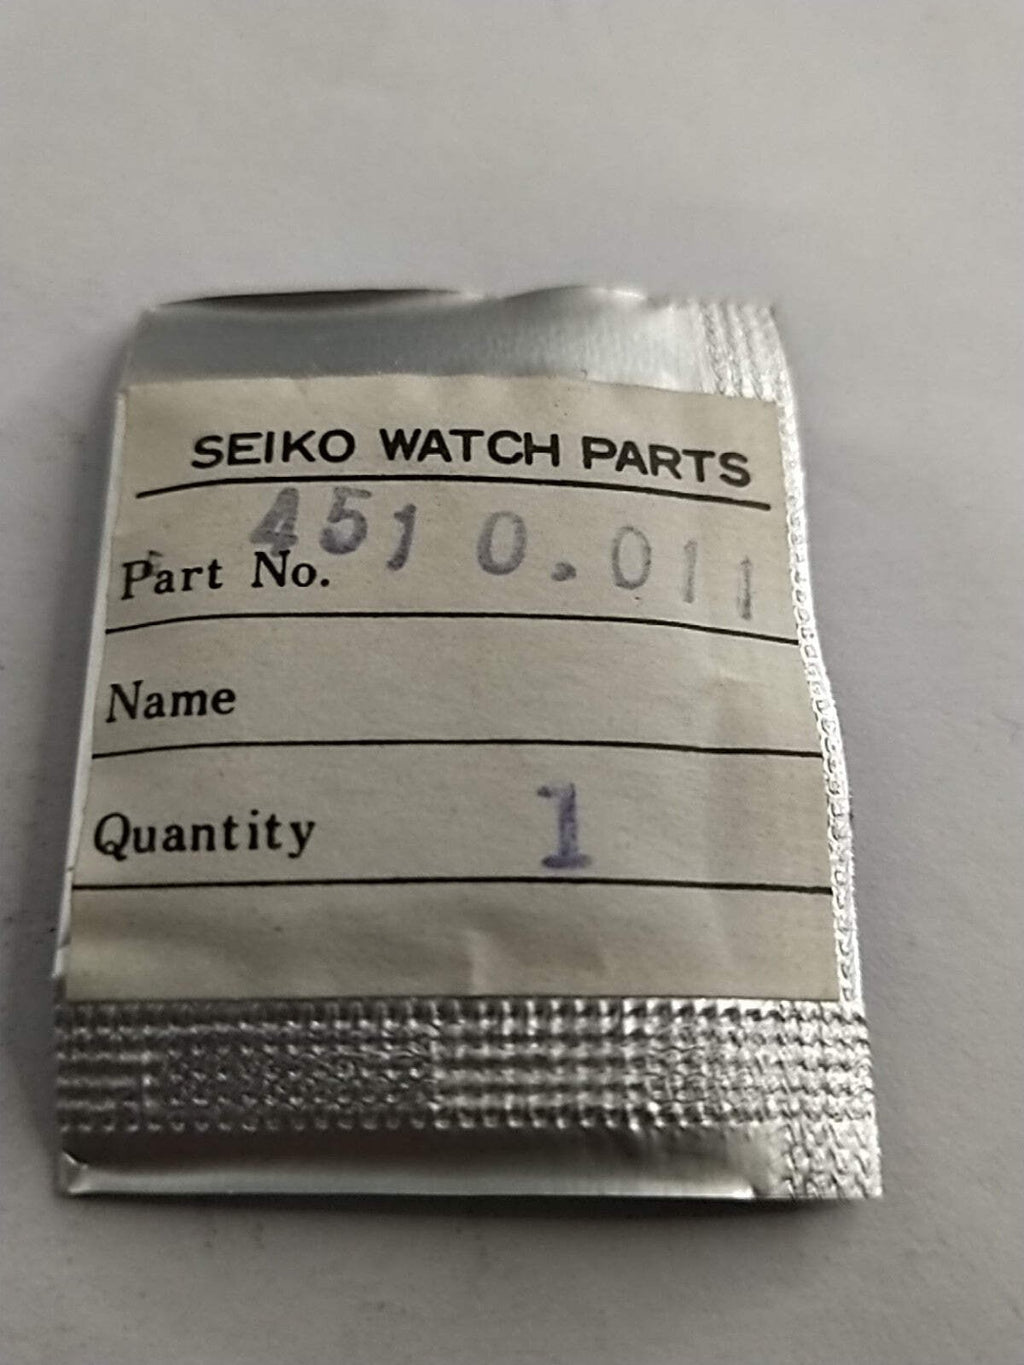 SEIKO WATCH PARTS
Part No. 4510.011
Name
Quantity 1